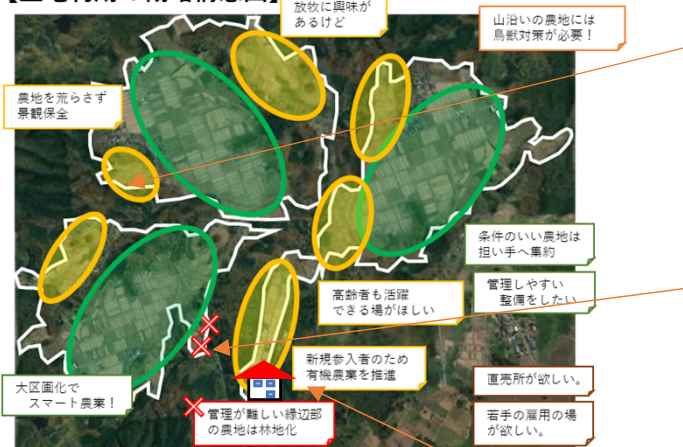 放牧に興味が
あるけど
山沿いの農地には
鳥獣対策が必要！
農地を荒らさず
景観保全
条件のいい農地は
担い手へ集約
管理しやすい
整備をしたい
高齢者も活躍
できる場がほしい
新規参入者のため
有機農業を推進
大区画化で
スマート農業！
管理が難しい縁辺部
の農地は林地化
直売所が欲しい。
若手の雇用の場
が欲しい。